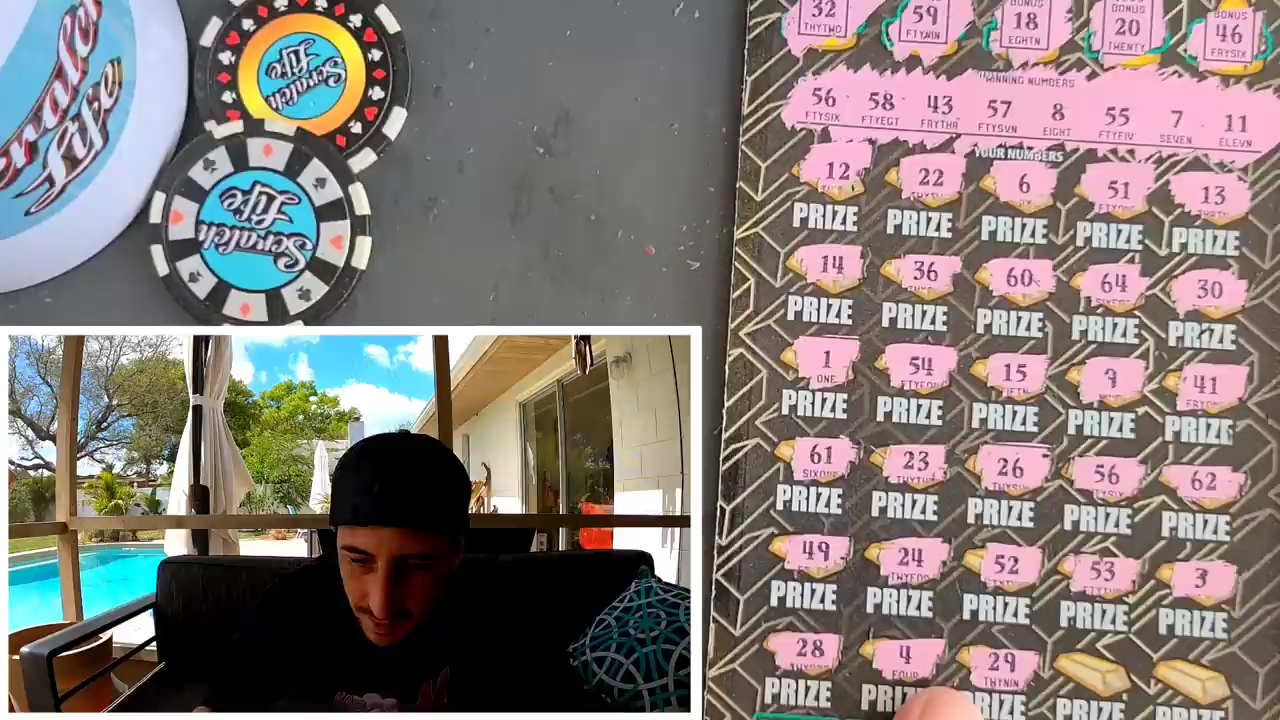 Scratch
Life
Scratch
Life
Scratch
Life
BONUS BONUS BONUS
32 59 18 20 46
THYTWO FTYNIN EGHTN TWENTY FRYSIX
WINNING NUMBERS
56 58 43 57 8 55 7 11
FTYSIX FTYEGT FRYTHR FTYSVN EIGHT FTYFIV SEVEN ELEVN
YOUR NUMBERS
12 22 6 51 13
PRIZE PRIZE PRIZE PRIZE PRIZE
14 36 60 64 30
PRIZE PRIZE PRIZE PRIZE PRIZE
1 54 15 9 41
ONE
PRIZE PRIZE PRIZE PRIZE PRIZE
61 23 26 56 62
PRIZE PRIZE PRIZE PRIZE PRIZE
49 24 52 53 3
PRIZE PRIZE PRIZE PRIZE PRIZE
28 4 29
FOUR THYNIN
PRIZE PRIZE PRIZE PRIZE PRIZE